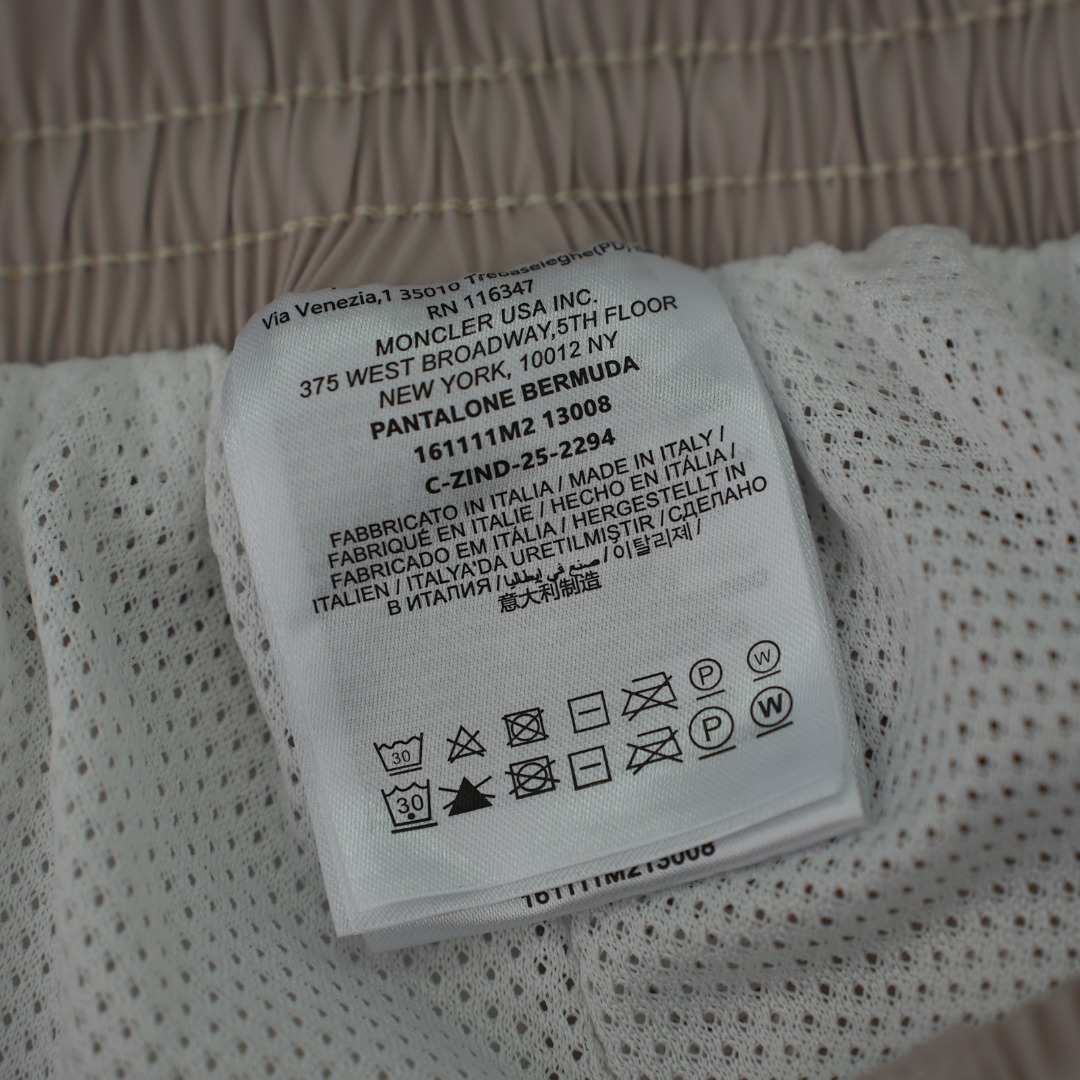 Via Venezia,1 35010 Trebaseleghe(PD)
RN 116347
MONCLER USA INC.
375 WEST BROADWAY,5TH FLOOR
NEW YORK, 10012 NY
PANTALONE BERMUDA
161111M2 13008
C-ZIND-25-2294
FABBRICATO IN ITALIA / MADE IN ITALY /
FABRIQUÉ EN ITALIE / HECHO EN ITÁLIA /
FABRICADO EM ITÁLIA / HERGESTELLT IN
ITALIEN / ITALYA'DA URETILMIŞTIR / СДЕЛАНО
В ИТАЛИЯ / صنع في إيطاليا / 이탈리제 /
意大利制造
30 P W
30 P W
161111M213008